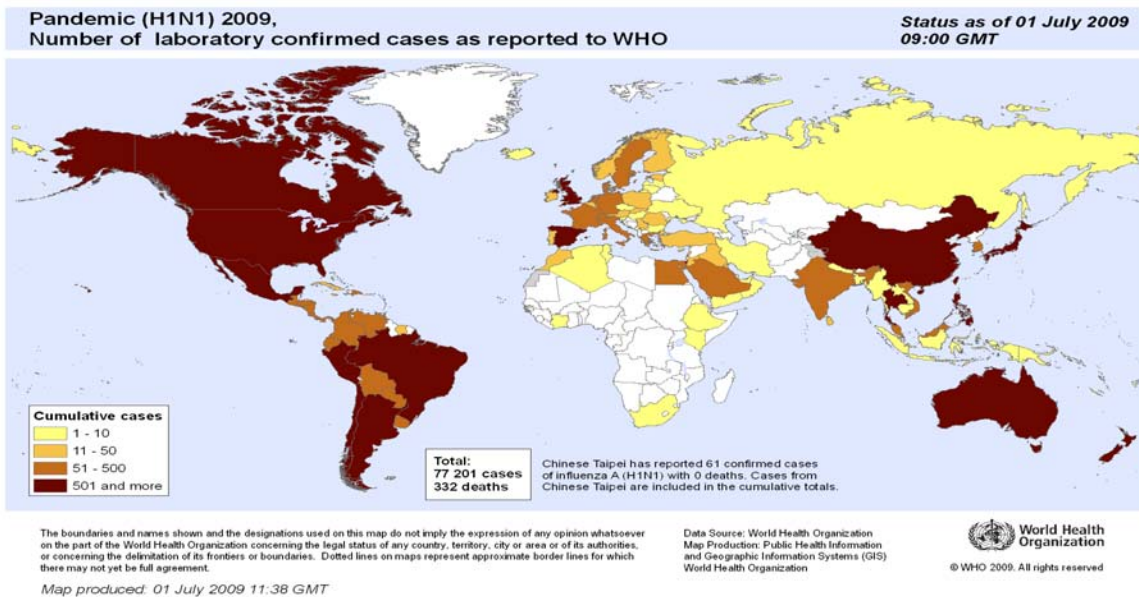 Pandemic (H1N1) 2009,
Number of laboratory confirmed cases as reported to WHO
Status as of 01 July 2009
09:00 GMT
Cumulative cases
1 - 10
11 - 50
51 - 500
501 and more
Total:
77 201 cases
332 deaths
Chinese Taipei has reported 61 confirmed cases
of influenza A (H1N1) with 0 deaths. Cases from
Chinese Taipei are included in the cumulative totals.
The boundaries and names shown and the designations used on this map do not imply the expression of any opinion whatsoever
on the part of the World Health Organization concerning the legal status of any country, territory, city or area or of its authorities,
or concerning the delimitation of its frontiers or boundaries. Dotted lines on maps represent approximate border lines for which
there may not yet be full agreement.
Data Source: World Health Organization
Map Production: Public Health Information
and Geographic Information Systems (GIS)
World Health Organization
World Health
Organization
© WHO 2009. All rights reserved
Map produced: 01 July 2009 11:38 GMT